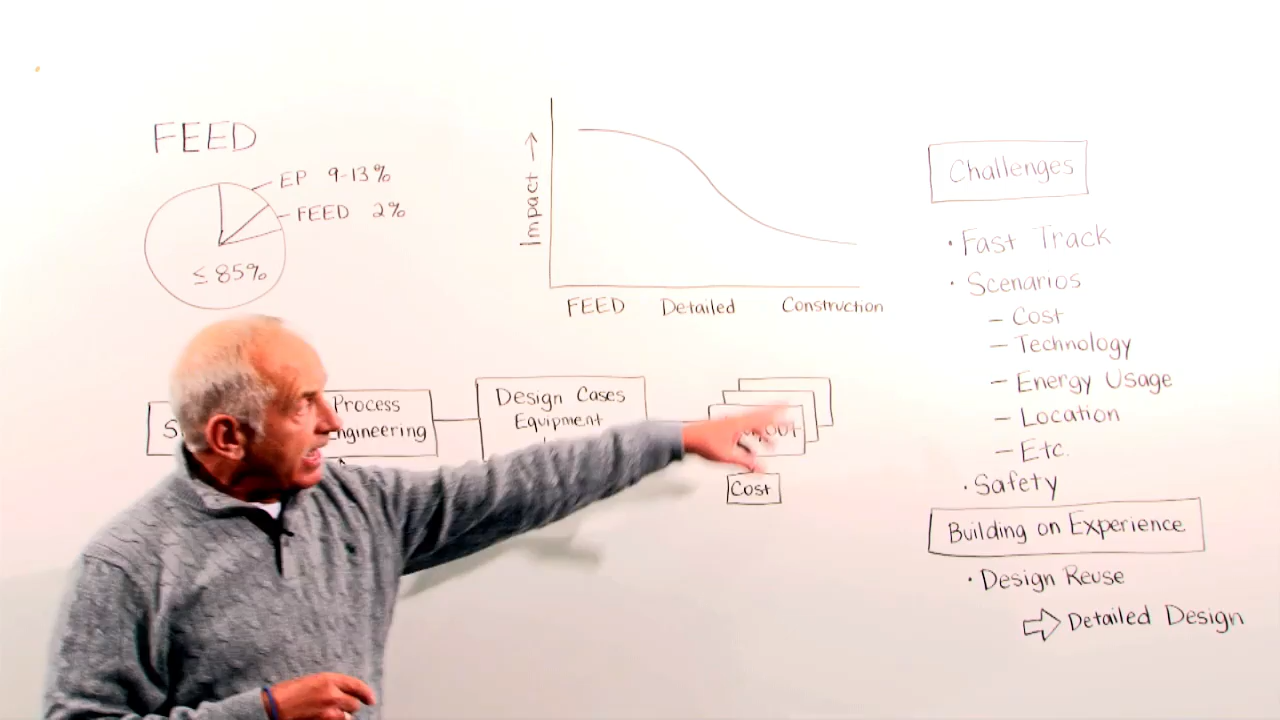 FEED
EP 9-13%
FEED 2%
≤ 85%
Impact →
FEED Detailed Construction
Process
Engineering
Design Cases
Equipment
Cost
Challenges
· Fast Track
· Scenarios
– Cost
– Technology
– Energy Usage
– Location
– Etc.
· Safety
Building on Experience
· Design Reuse
⇨ Detailed Design